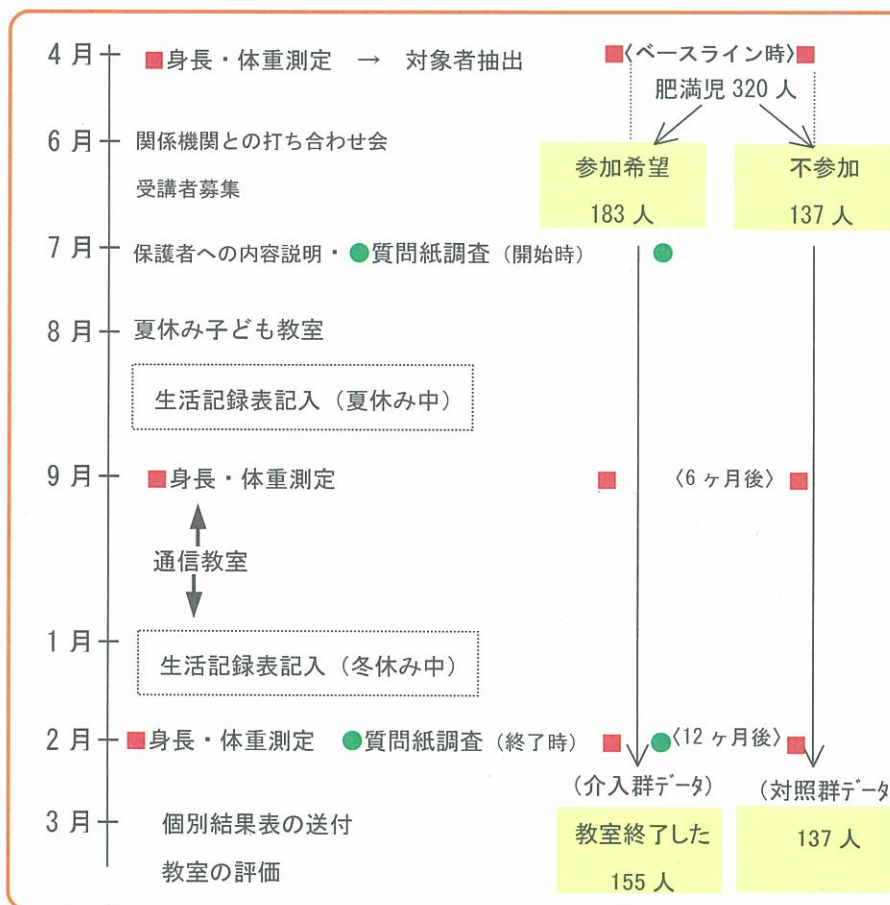 4月 ■身長・体重測定 → 対象者抽出 〈ベースライン時〉
肥満児 320 人
6月 関係機関との打ち合わせ会
受講者募集
参加希望 不参加
183 人 137 人
7月 保護者への内容説明・●質問紙調査（開始時）
8月 夏休み子ども教室
生活記録表記入（夏休み中）
9月 ■身長・体重測定 〈6 ヶ月後〉
通信教室
1月
生活記録表記入（冬休み中）
2月 ■身長・体重測定 ●質問紙調査（終了時） 〈12 ヶ月後〉
（介入群ﾃﾞｰﾀ） （対照群ﾃﾞｰﾀ
3月 個別結果表の送付
教室の評価
教室終了した 137 人
155 人